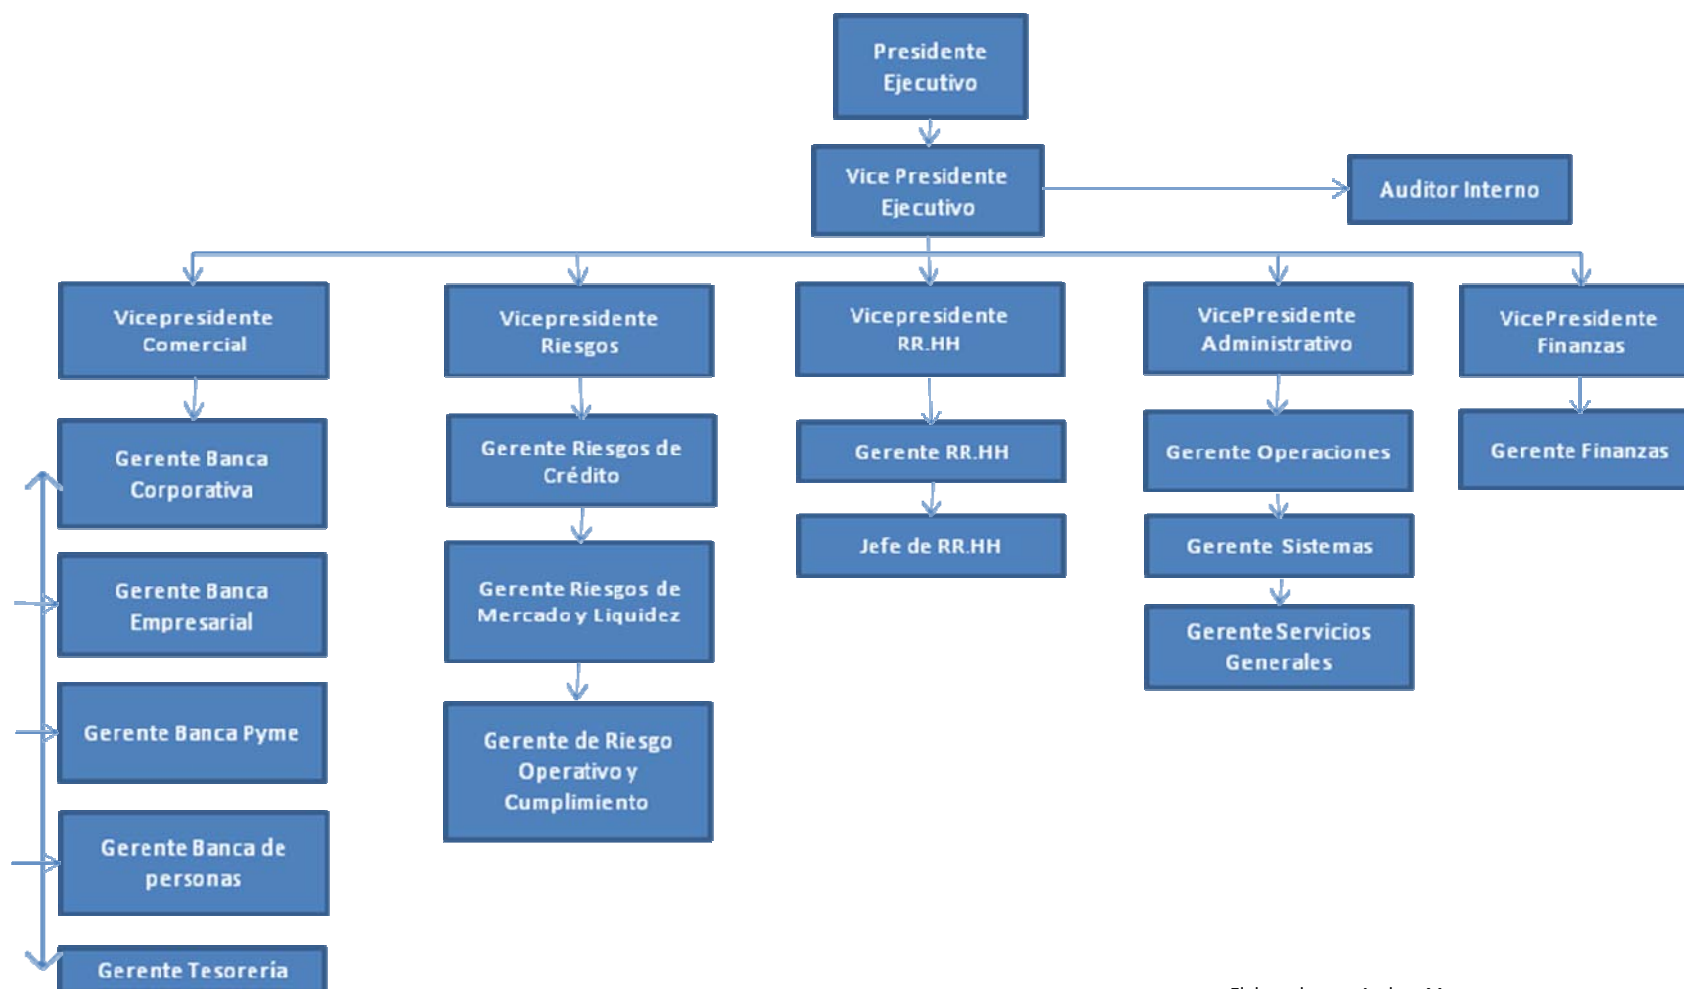 Presidente
Ejecutivo
Vice Presidente
Ejecutivo
Auditor Interno
Vicepresidente
Comercial
Vicepresidente
Riesgos
Vicepresidente
RR.HH
VicePresidente
Administrativo
VicePresidente
Finanzas
Gerente Banca
Corporativa
Gerente Riesgos de
Crédito
Gerente RR.HH
Gerente Operaciones
Gerente Finanzas
Gerente Banca
Empresarial
Gerente Riesgos de
Mercado y Liquidez
Jefe de RR.HH
Gerente Sistemas
Gerente Servicios
Generales
Gerente Banca Pyme
Gerente de Riesgo
Operativo y
Cumplimiento
Gerente Banca de
personas
Gerente Tesorería